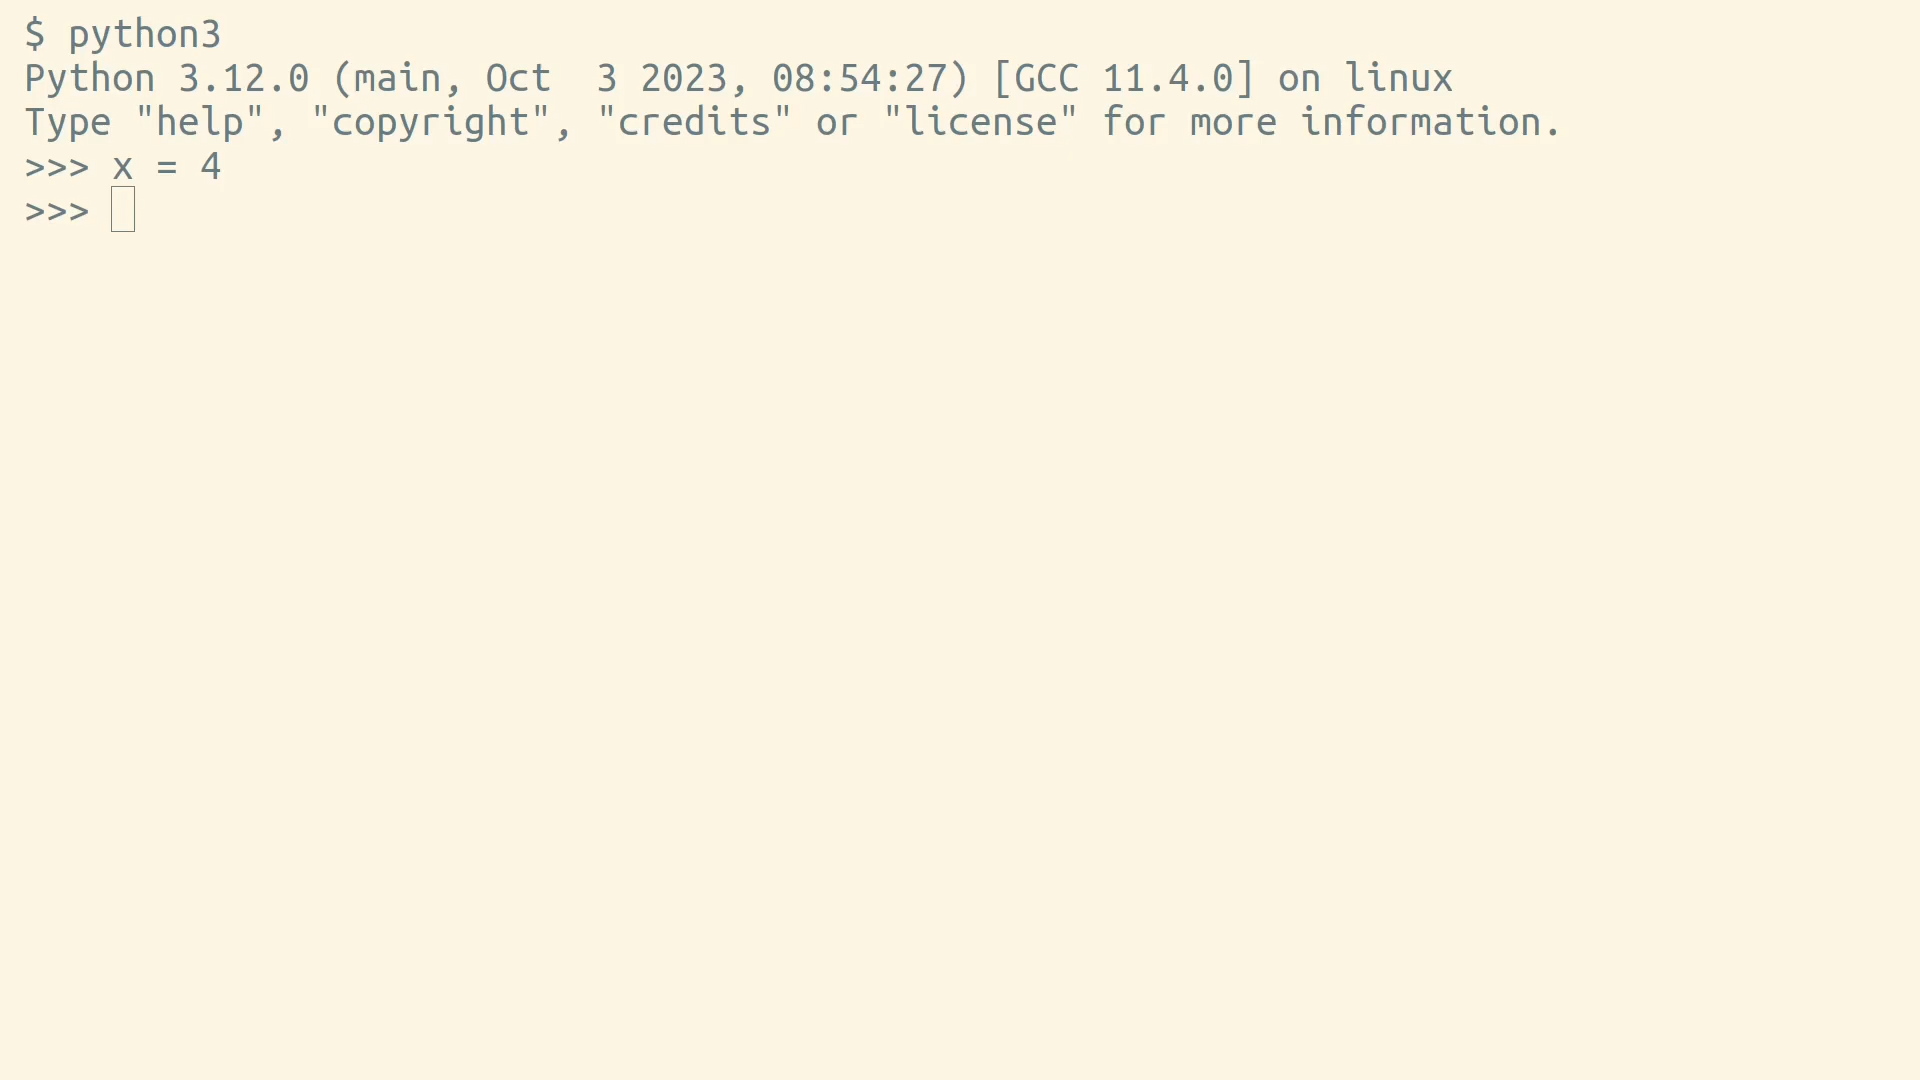 $ python3
Python 3.12.0 (main, Oct  3 2023, 08:54:27) [GCC 11.4.0] on linux
Type "help", "copyright", "credits" or "license" for more information.
>>> x = 4
>>>